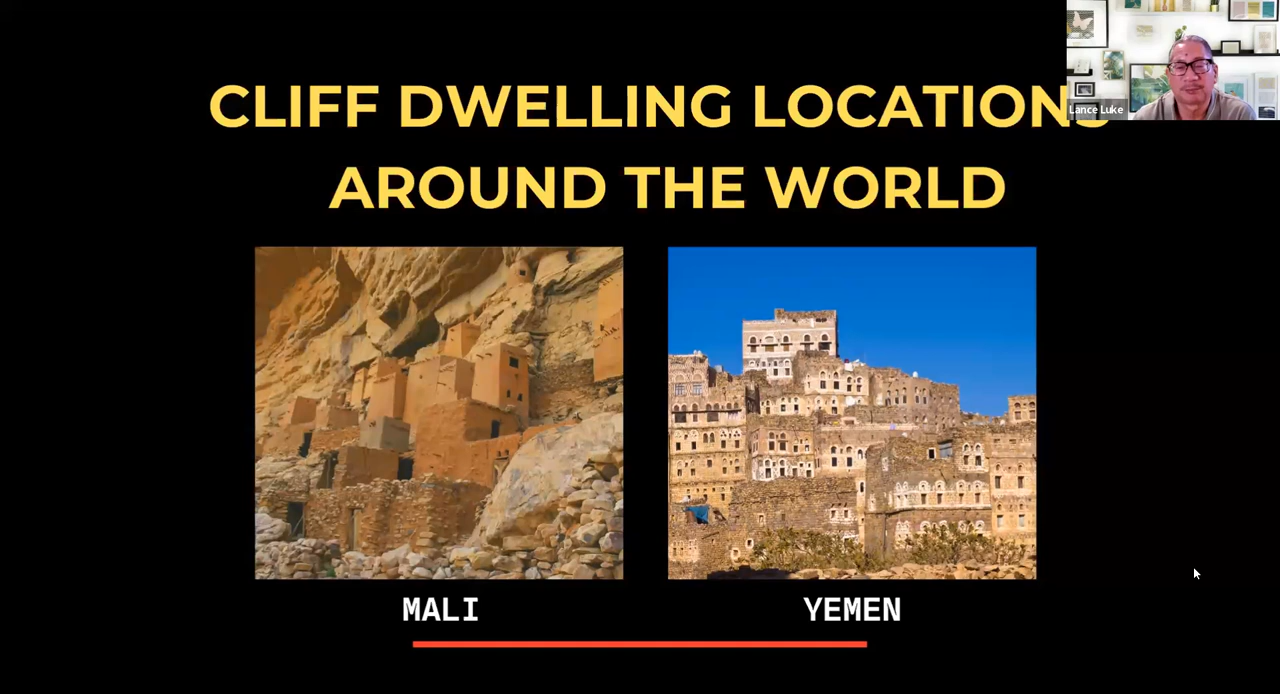 CLIFF DWELLING LOCATIONS
AROUND THE WORLD
Lance Luke
MALI
YEMEN